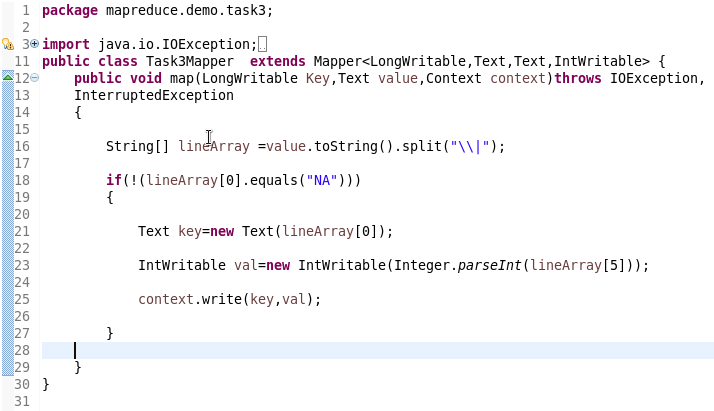 1 package mapreduce.demo.task3;
2
3 import java.io.IOException;
11 public class Task3Mapper  extends Mapper<LongWritable,Text,Text,IntWritable> {
12     public void map(LongWritable Key,Text value,Context context)throws IOException,
13     InterruptedException
14     {
15
16         String[] lineArray =value.toString().split("\\|");
17
18         if(!(lineArray[0].equals("NA")))
19         {
20
21             Text key=new Text(lineArray[0]);
22
23             IntWritable val=new IntWritable(Integer.parseInt(lineArray[5]));
24
25             context.write(key,val);
26
27         }
28
29     }
30 }
31